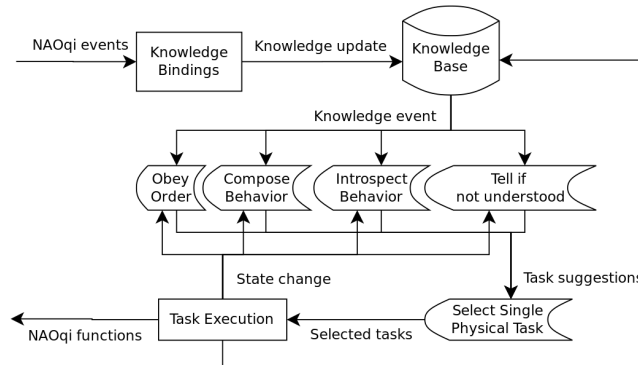 NAOqi events
Knowledge
Bindings
Knowledge update
Knowledge
Base
Knowledge event
Obey
Order
Compose
Behavior
Introspect
Behavior
Tell if
not understood
State change
Task suggestions
NAOqi functions
Task Execution
Selected tasks
Select Single
Physical Task